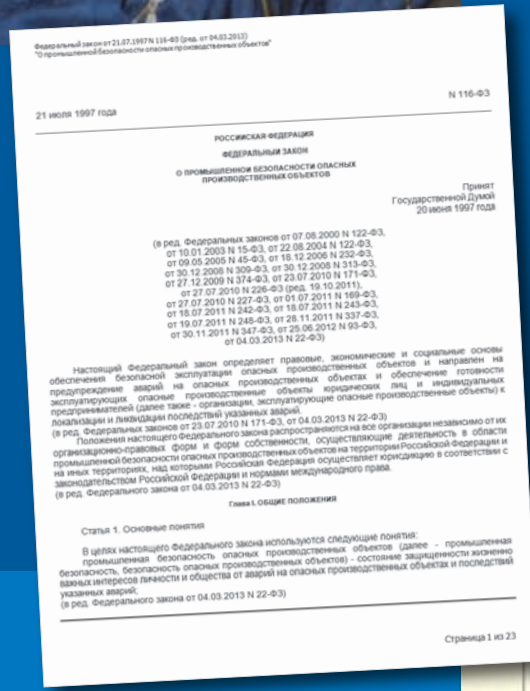 Федеральный закон от 21.07.1997 N 116-ФЗ (ред. от 04.03.2013)
"О промышленной безопасности опасных производственных объектов"
21 июля 1997 года
N 116-ФЗ
РОССИЙСКАЯ ФЕДЕРАЦИЯ
ФЕДЕРАЛЬНЫЙ ЗАКОН
О ПРОМЫШЛЕННОЙ БЕЗОПАСНОСТИ ОПАСНЫХ
ПРОИЗВОДСТВЕННЫХ ОБЪЕКТОВ
Принят
Государственной Думой
20 июня 1997 года
(в ред. Федеральных законов от 07.08.2000 N 122-ФЗ,
от 10.01.2003 N 15-ФЗ, от 22.08.2004 N 122-ФЗ,
от 09.05.2005 N 45-ФЗ, от 18.12.2006 N 232-ФЗ,
от 30.12.2008 N 309-ФЗ, от 30.12.2008 N 313-ФЗ,
от 27.12.2009 N 374-ФЗ, от 23.07.2010 N 171-ФЗ,
от 27.07.2010 N 226-ФЗ (ред. 19.10.2011),
от 27.07.2010 N 227-ФЗ, от 01.07.2011 N 169-ФЗ,
от 18.07.2011 N 242-ФЗ, от 18.07.2011 N 243-ФЗ,
от 19.07.2011 N 248-ФЗ, от 28.11.2011 N 337-ФЗ,
от 30.11.2011 N 347-ФЗ, от 25.06.2012 N 93-ФЗ,
от 04.03.2013 N 22-ФЗ)
Настоящий Федеральный закон определяет правовые, экономические и социальные основы
обеспечения безопасной эксплуатации опасных производственных объектов и направлен на
предупреждение аварий на опасных производственных объектах и обеспечение готовности
эксплуатирующих опасные производственные объекты юридических лиц и индивидуальных
предпринимателей (далее также - организации, эксплуатирующие опасные производственные объекты) к
локализации и ликвидации последствий указанных аварий.
(в ред. Федеральных законов от 23.07.2010 N 171-ФЗ, от 04.03.2013 N 22-ФЗ)
Положения настоящего Федерального закона распространяются на все организации независимо от их
организационно-правовых форм и форм собственности, осуществляющие деятельность в области
промышленной безопасности опасных производственных объектов на территории Российской Федерации и
на иных территориях, над которыми Российская Федерация осуществляет юрисдикцию в соответствии с
законодательством Российской Федерации и нормами международного права.
(в ред. Федерального закона от 04.03.2013 N 22-ФЗ)
Глава I. ОБЩИЕ ПОЛОЖЕНИЯ
Статья 1. Основные понятия
В целях настоящего Федерального закона используются следующие понятия:
промышленная безопасность опасных производственных объектов (далее - промышленная
безопасность, безопасность опасных производственных объектов) - состояние защищенности жизненно
важных интересов личности и общества от аварий на опасных производственных объектах и последствий
указанных аварий;
(в ред. Федерального закона от 04.03.2013 N 22-ФЗ)
Страница 1 из 23